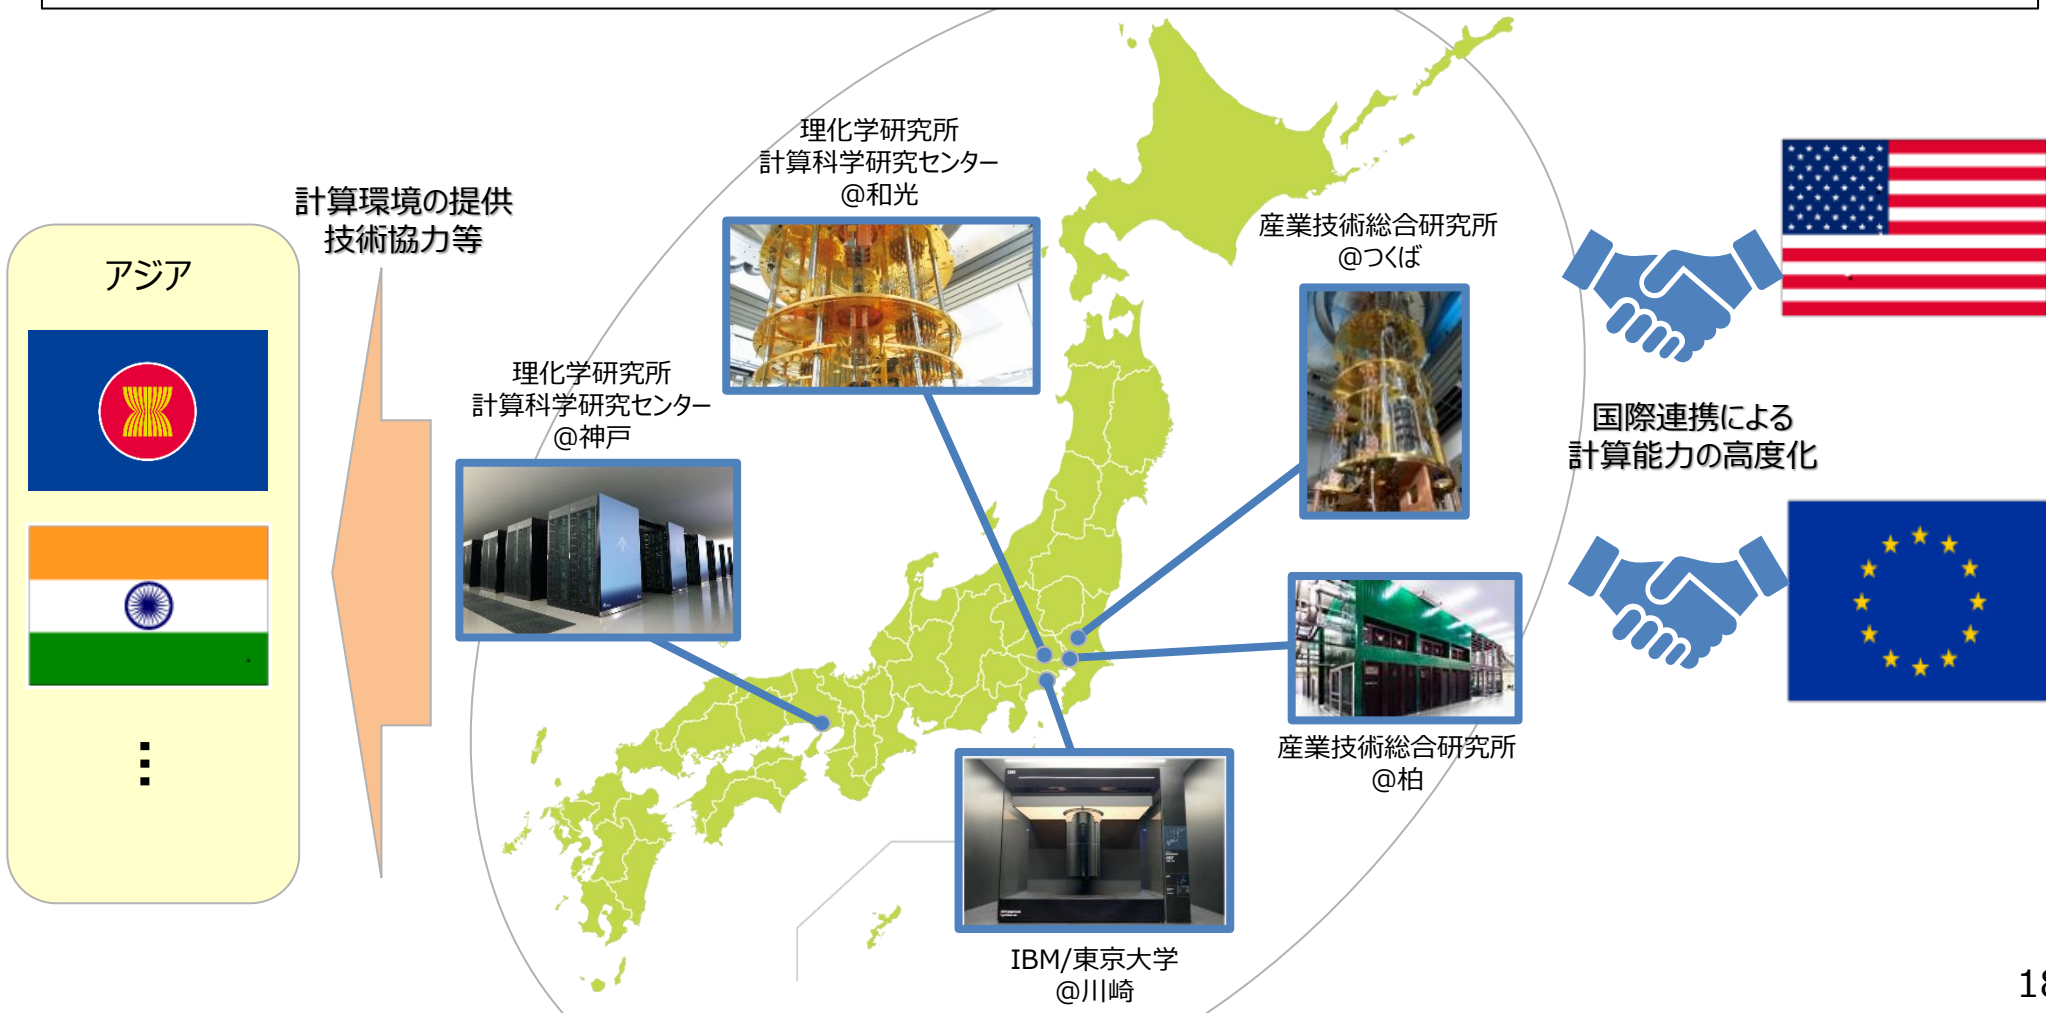 理化学研究所
計算科学研究センター
@和光
計算環境の提供
技術協力等
産業技術総合研究所
@つくば
アジア
理化学研究所
計算科学研究センター
@神戸
国際連携による
計算能力の高度化
産業技術総合研究所
@柏
IBM/東京大学
@川崎
18